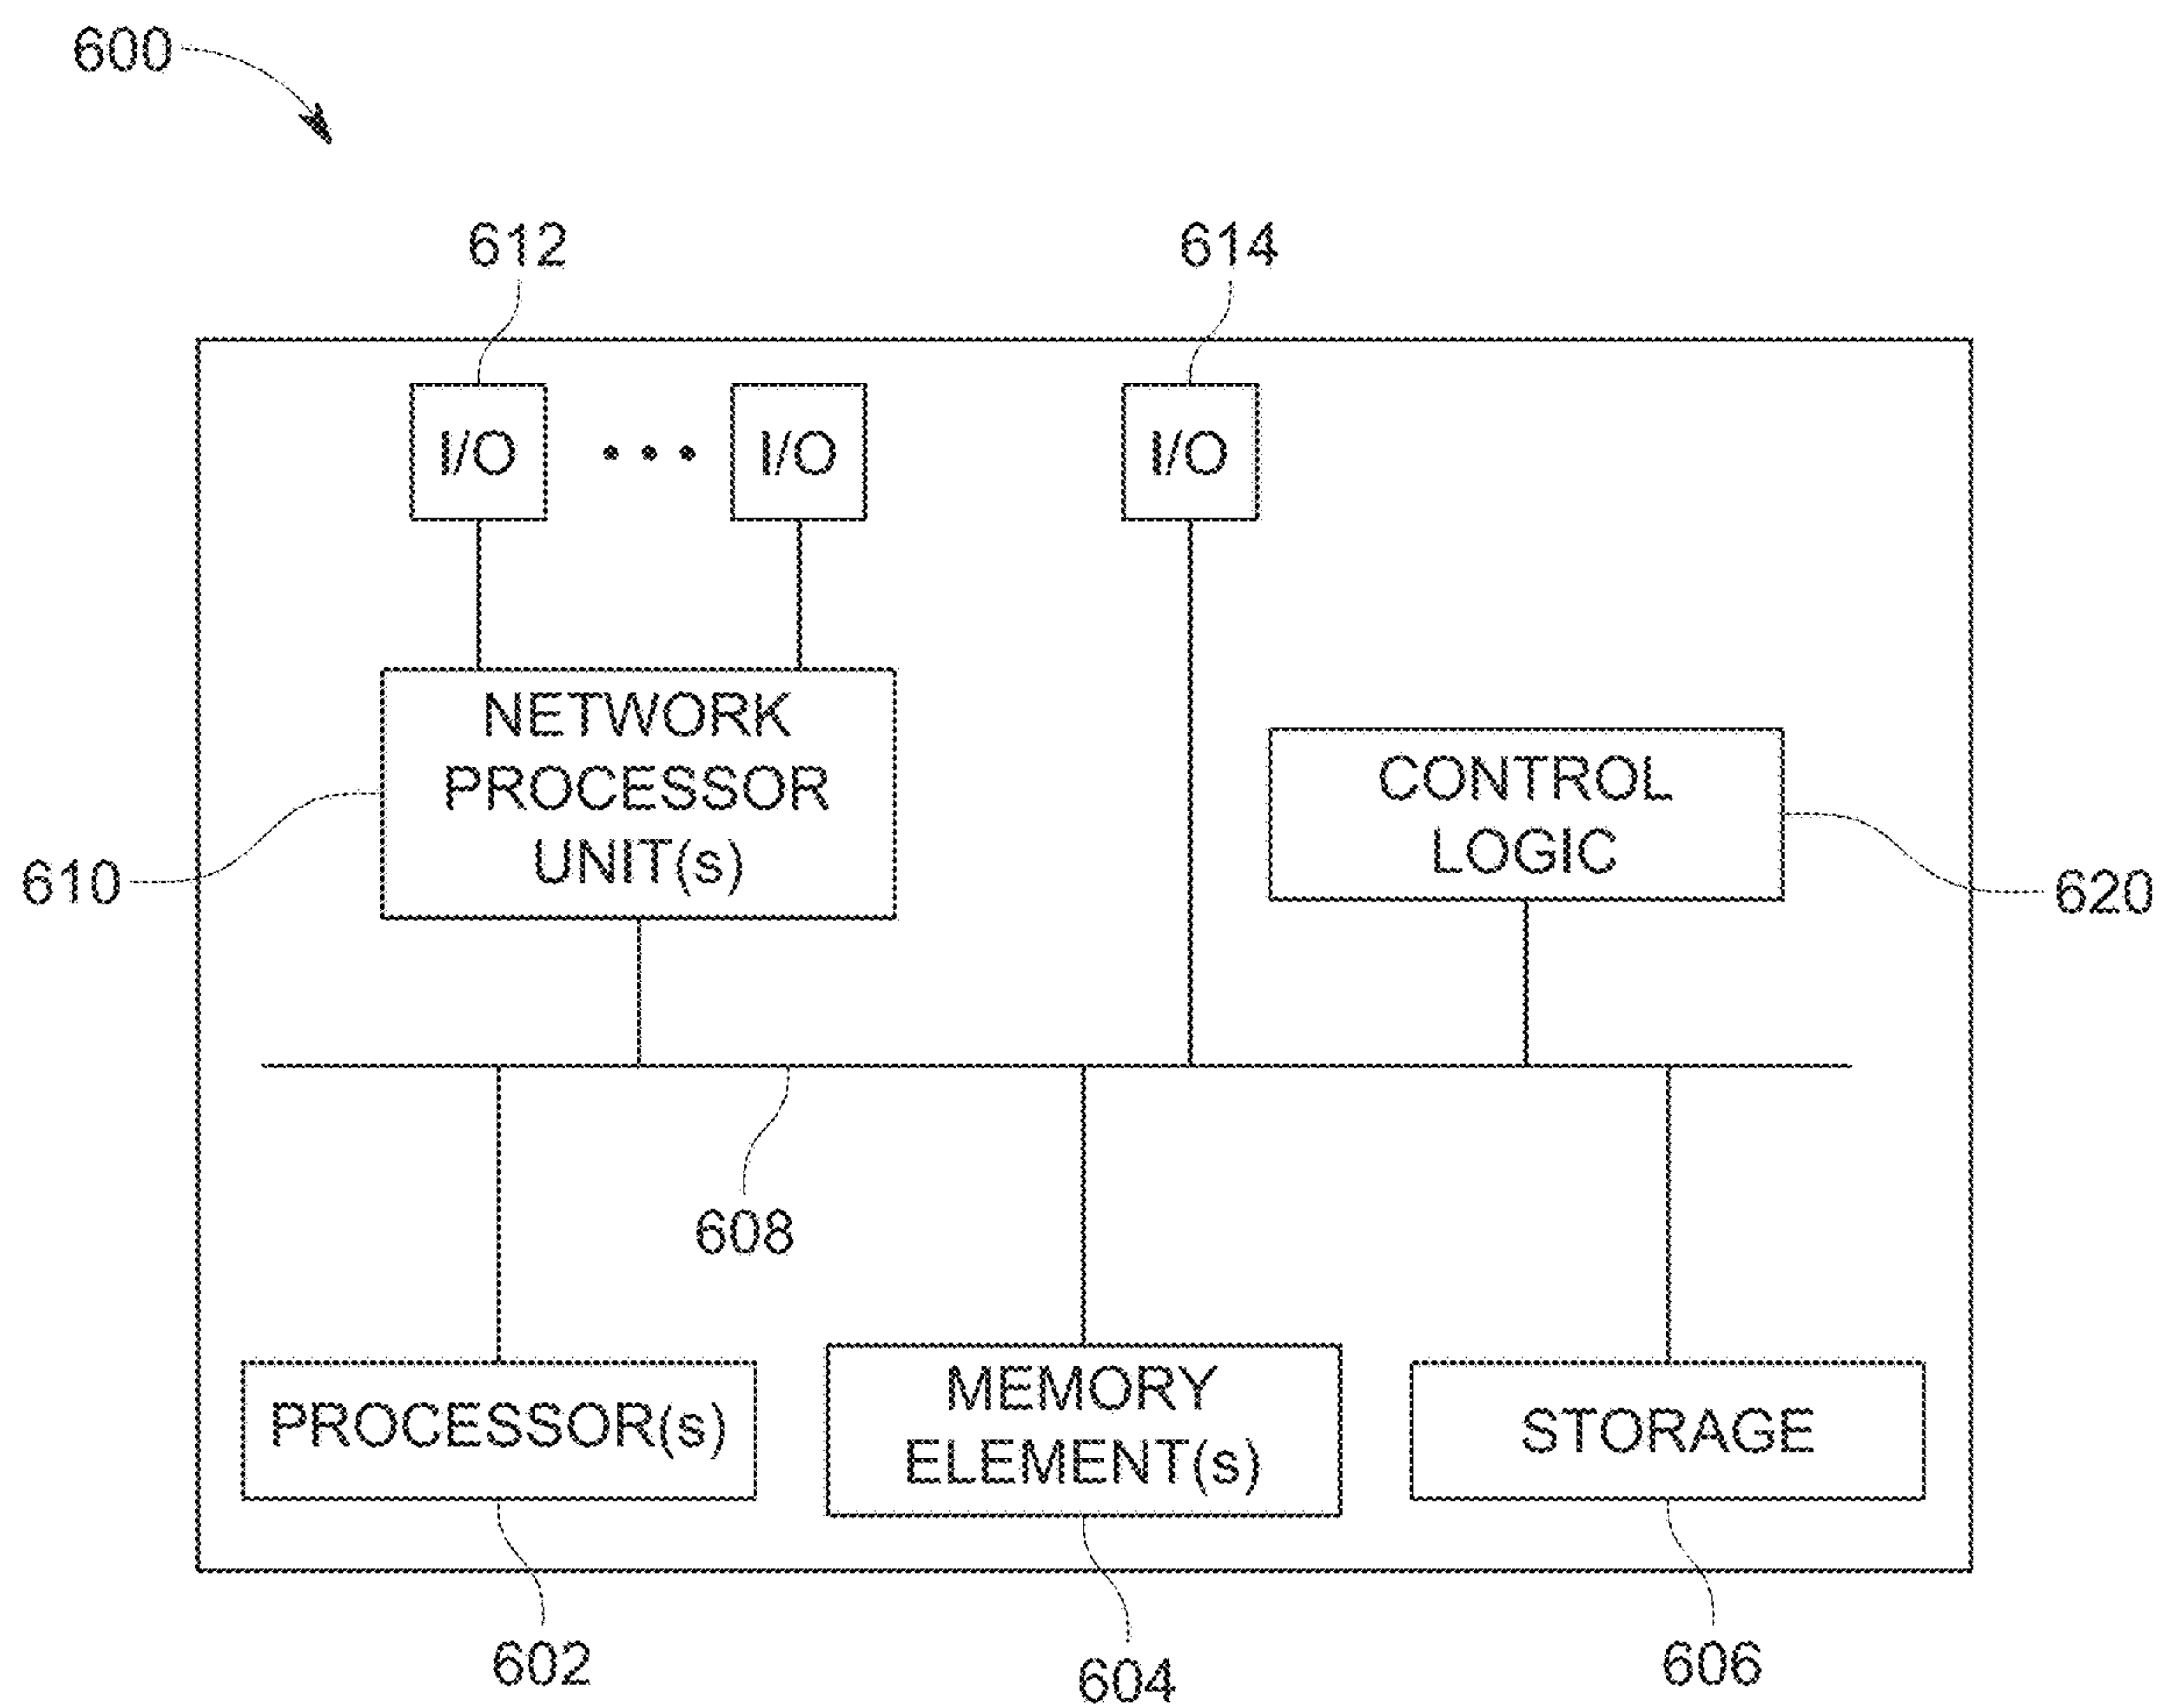 600
612
614
I/O
I/O
I/O
NETWORK
PROCESSOR
UNIT(s)
CONTROL
LOGIC
610
620
608
PROCESSOR(s)
MEMORY
ELEMENT(s)
STORAGE
602
604
606